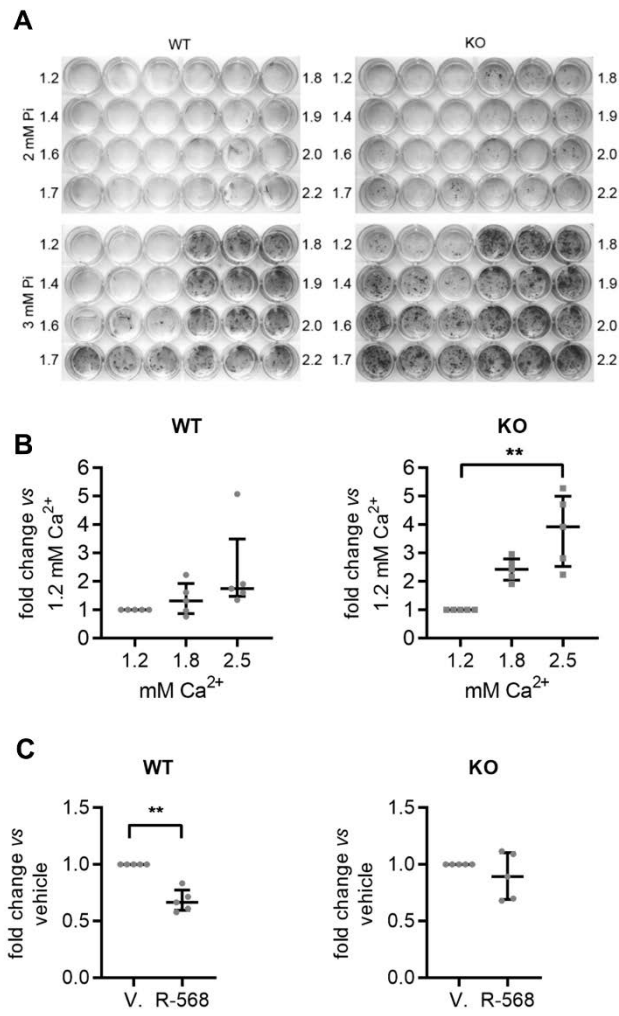 A
WT KO
1.2 1.8 1.2 1.8
1.4 1.9 1.4 1.9
2 mM Pi
1.6 2.0 1.6 2.0
1.7 2.2 1.7 2.2
1.2 1.8 1.2 1.8
1.4 1.9 1.4 1.9
3 mM Pi
1.6 2.0 1.6 2.0
1.7 2.2 1.7 2.2
B
WT
fold change vs
1.2 mM Ca²⁺
6
5
4
3
2
1
0
1.2 1.8 2.5
mM Ca²⁺
KO
fold change vs
1.2 mM Ca²⁺
6
5
4
3
2
1
0
**
1.2 1.8 2.5
mM Ca²⁺
C
WT
fold change vs
vehicle
1.5
1.0
0.5
0.0
**
V. R-568
KO
fold change vs
vehicle
1.5
1.0
0.5
0.0
V. R-568